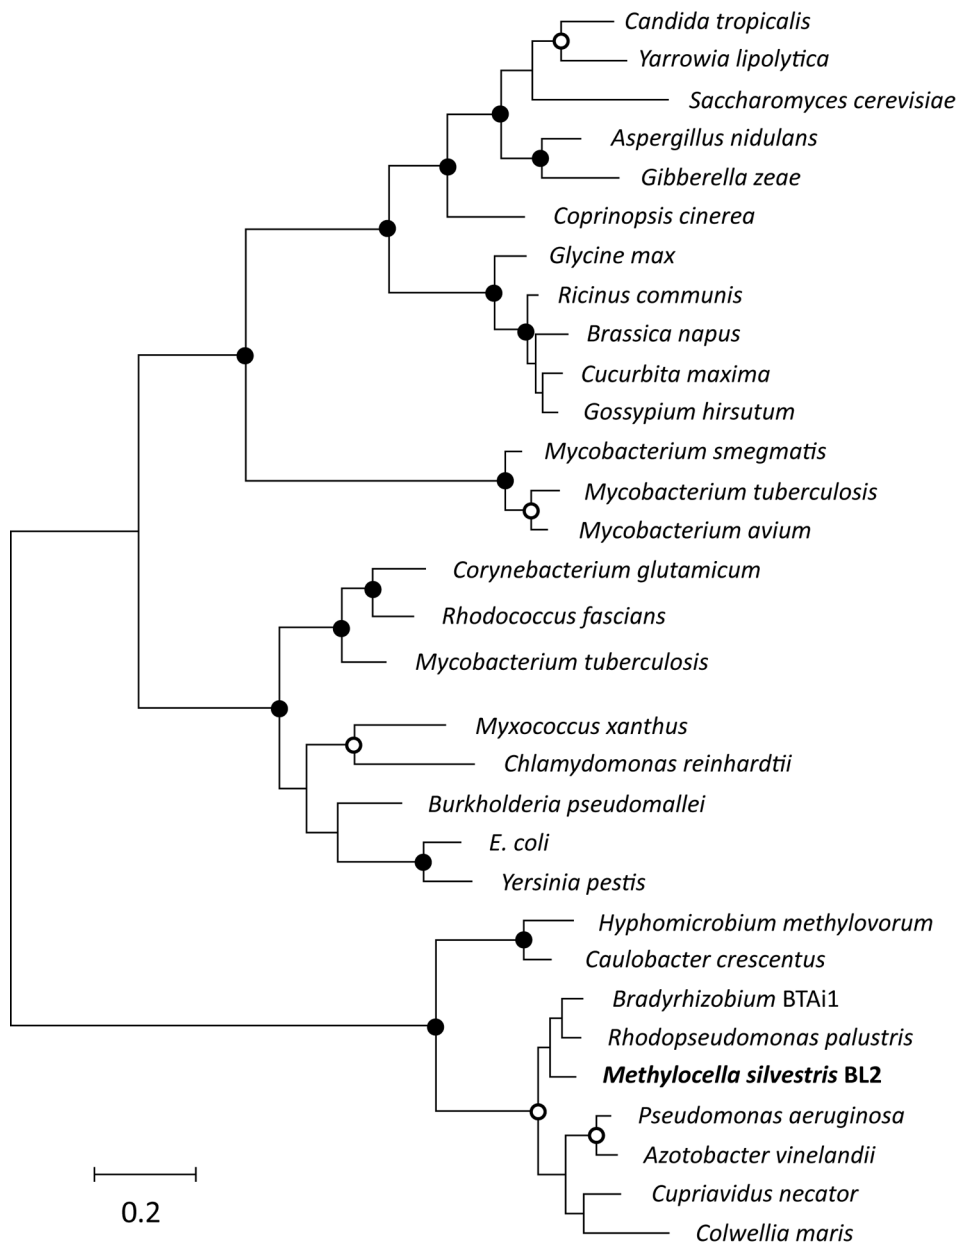 Candida tropicalis
Yarrowia lipolytica
Saccharomyces cerevisiae
Aspergillus nidulans
Gibberella zeae
Coprinopsis cinerea
Glycine max
Ricinus communis
Brassica napus
Cucurbita maxima
Gossypium hirsutum
Mycobacterium smegmatis
Mycobacterium tuberculosis
Mycobacterium avium
Corynebacterium glutamicum
Rhodococcus fascians
Mycobacterium tuberculosis
Myxococcus xanthus
Chlamydomonas reinhardtii
Burkholderia pseudomallei
E. coli
Yersinia pestis
Hyphomicrobium methylovorum
Caulobacter crescentus
Bradyrhizobium BTAi1
Rhodopseudomonas palustris
Methylocella silvestris BL2
Pseudomonas aeruginosa
Azotobacter vinelandii
Cupriavidus necator
Colwellia maris
0.2